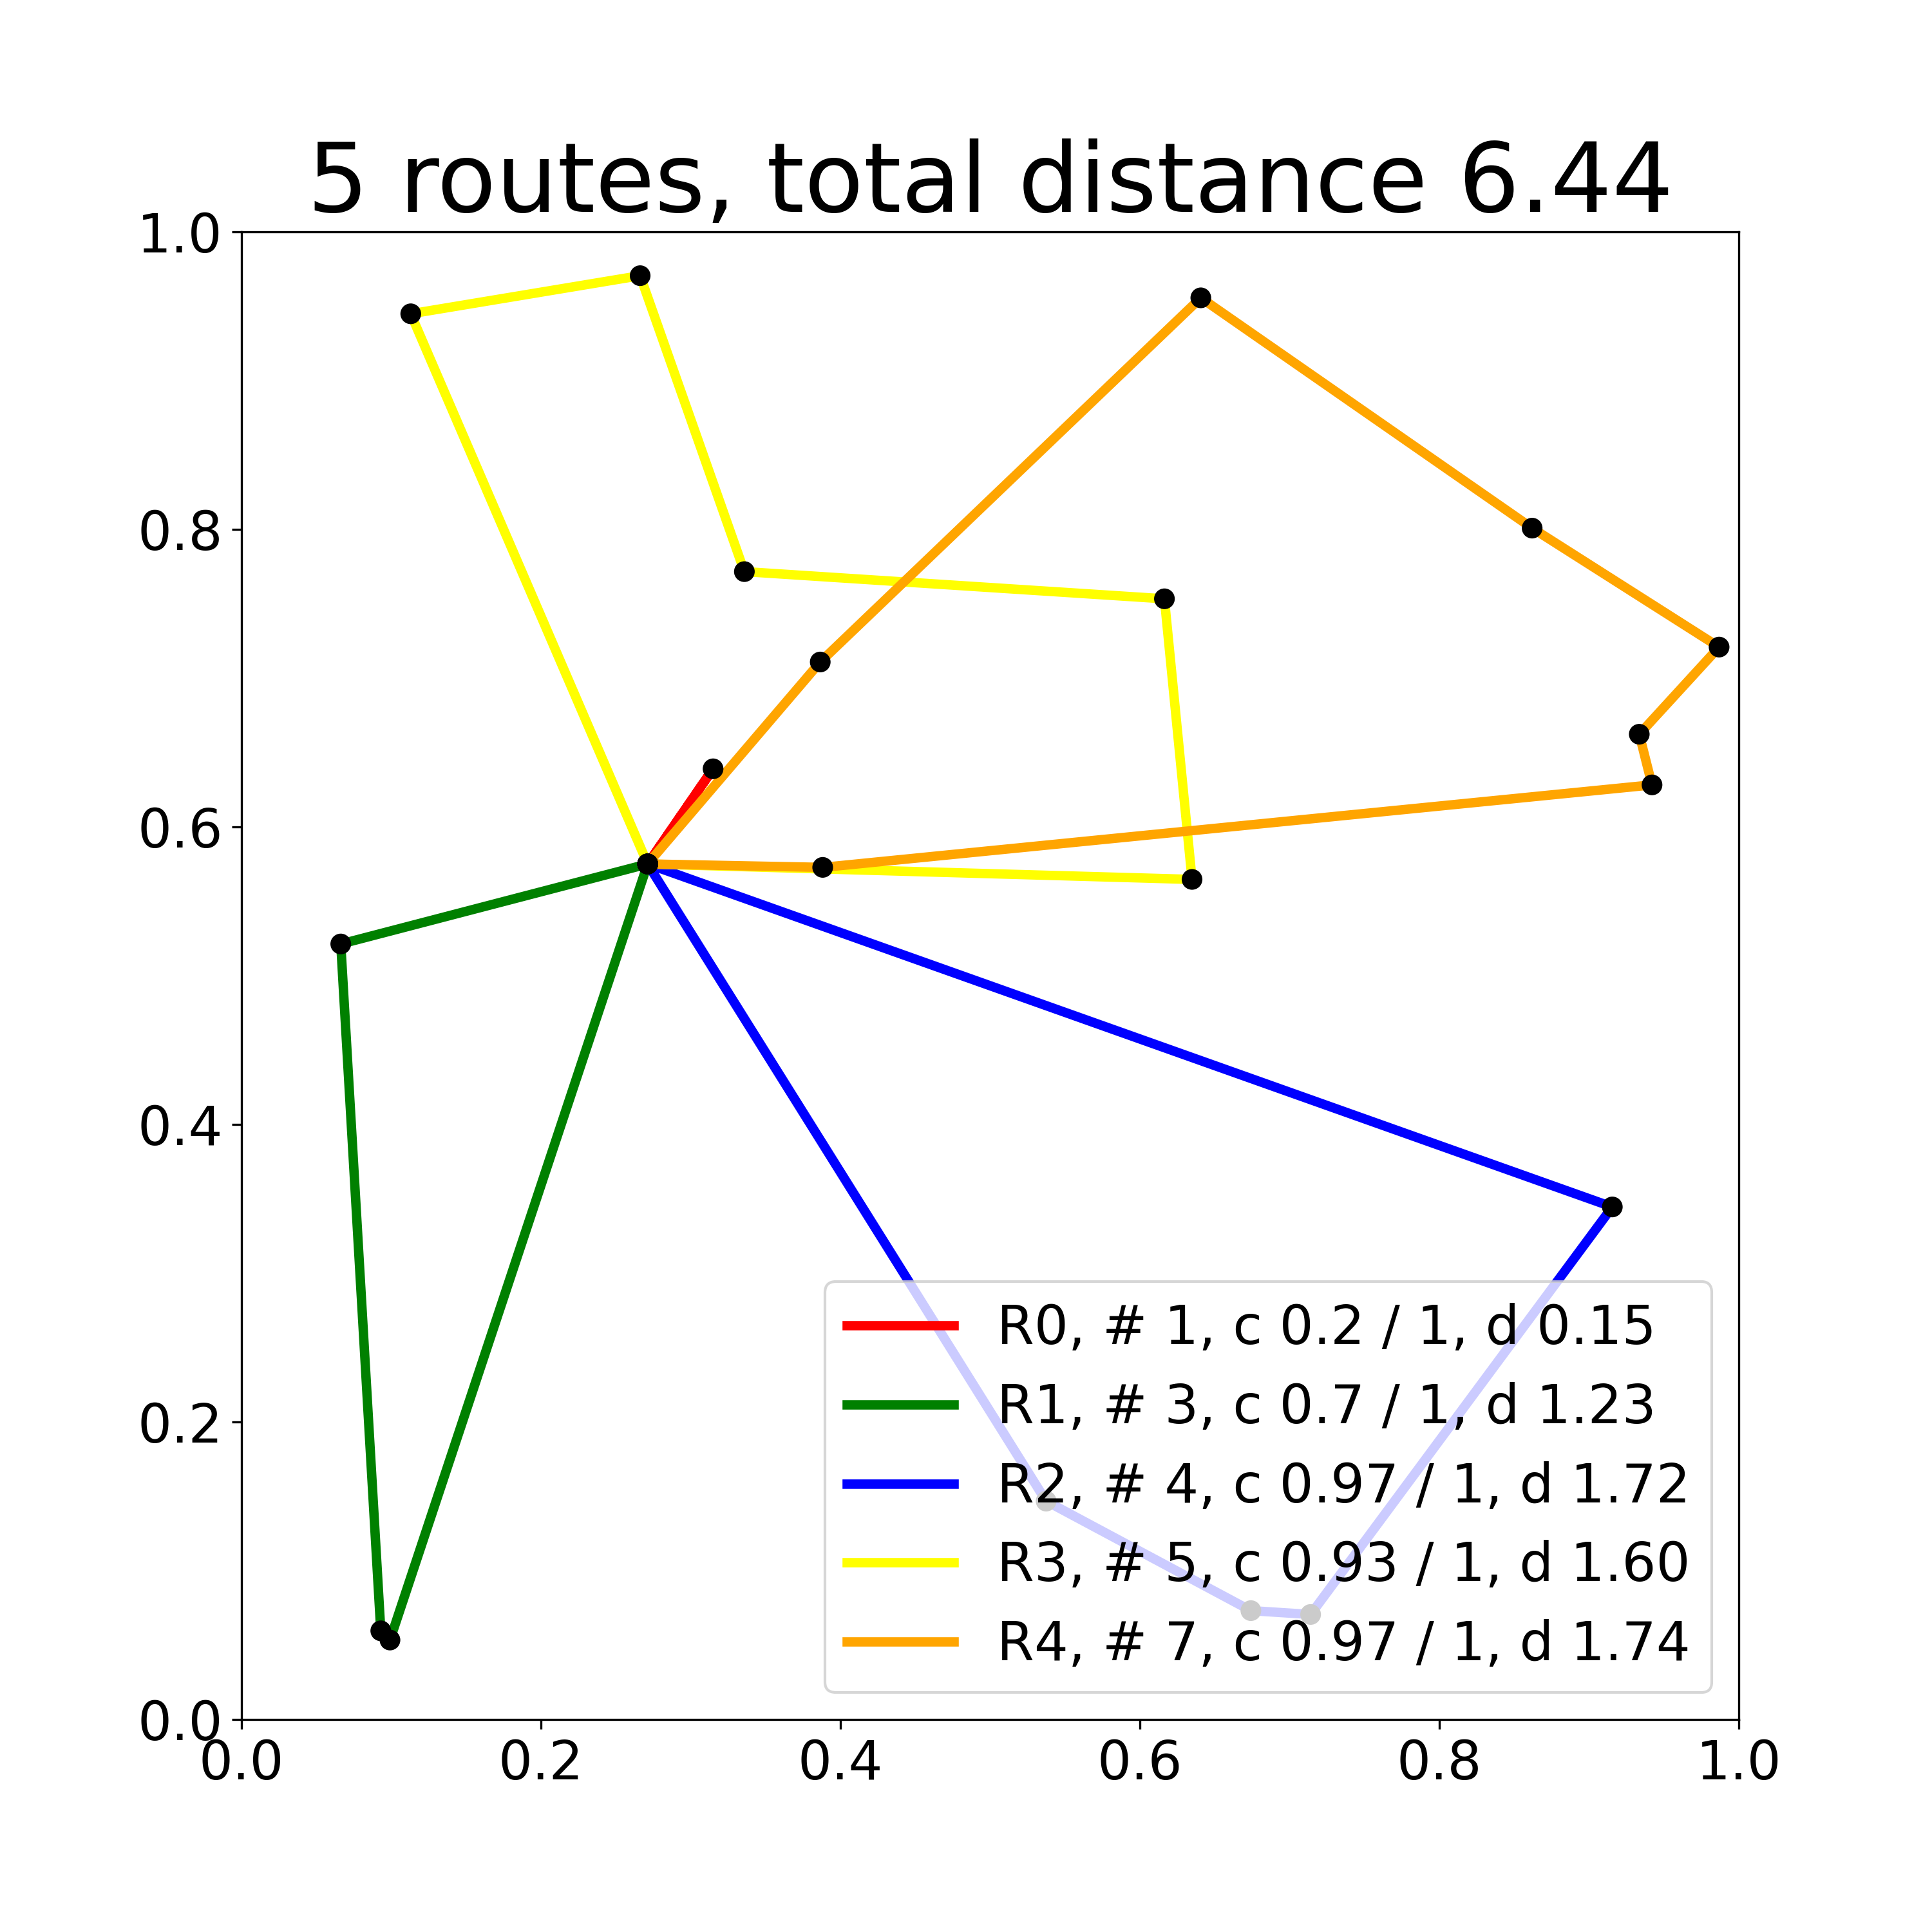 5 routes, total distance 6.44
1.0
0.8
0.6
0.4
0.2
0.0
0.0 0.2 0.4 0.6 0.8 1.0
R0, # 1, c 0.2 / 1, d 0.15
R1, # 3, c 0.7 / 1, d 1.23
R2, # 4, c 0.97 / 1, d 1.72
R3, # 5, c 0.93 / 1, d 1.60
R4, # 7, c 0.97 / 1, d 1.74